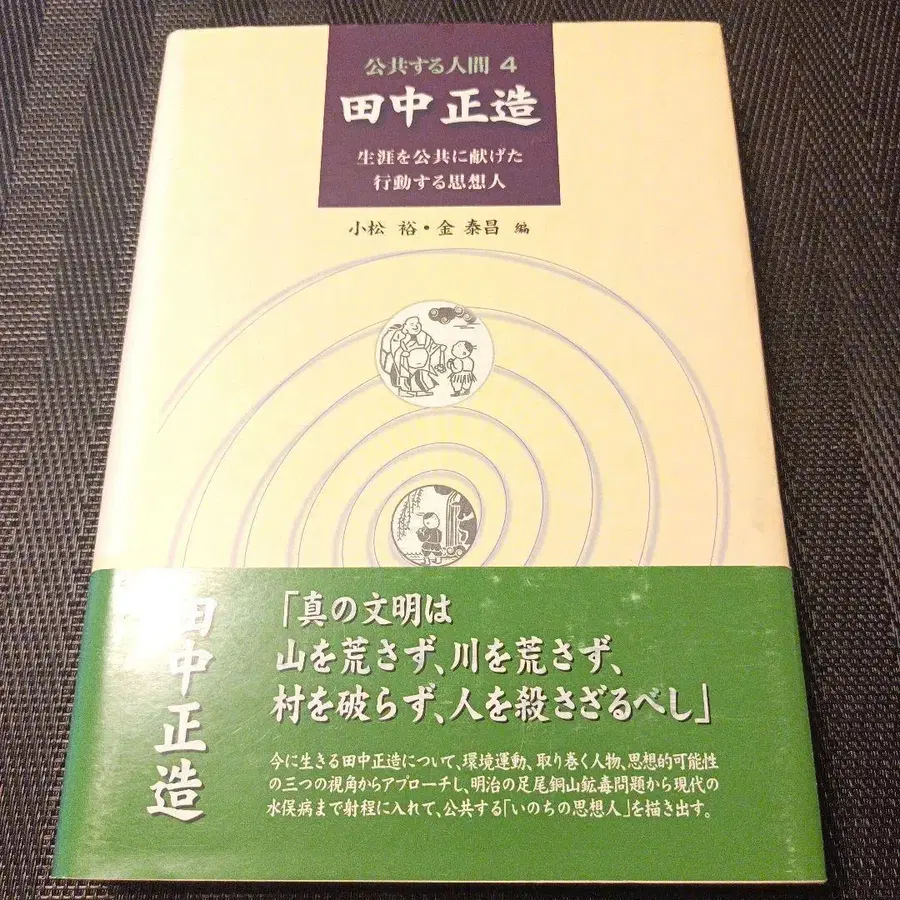 公共する人間 4
田中正造
生涯を公共に献げた
行動する思想人
小松 裕・金 泰昌 編
田中正造
「真の文明は
山を荒さず、川を荒さず、
村を破らず、人を殺さざるべし」
今に生きる田中正造について、環境運動、取り巻く人物、思想的可能性
の三つの視角からアプローチし、明治の足尾銅山鉱毒問題から現代の
水俣病まで射程に入れて、公共する「いのちの思想人」を描き出す。